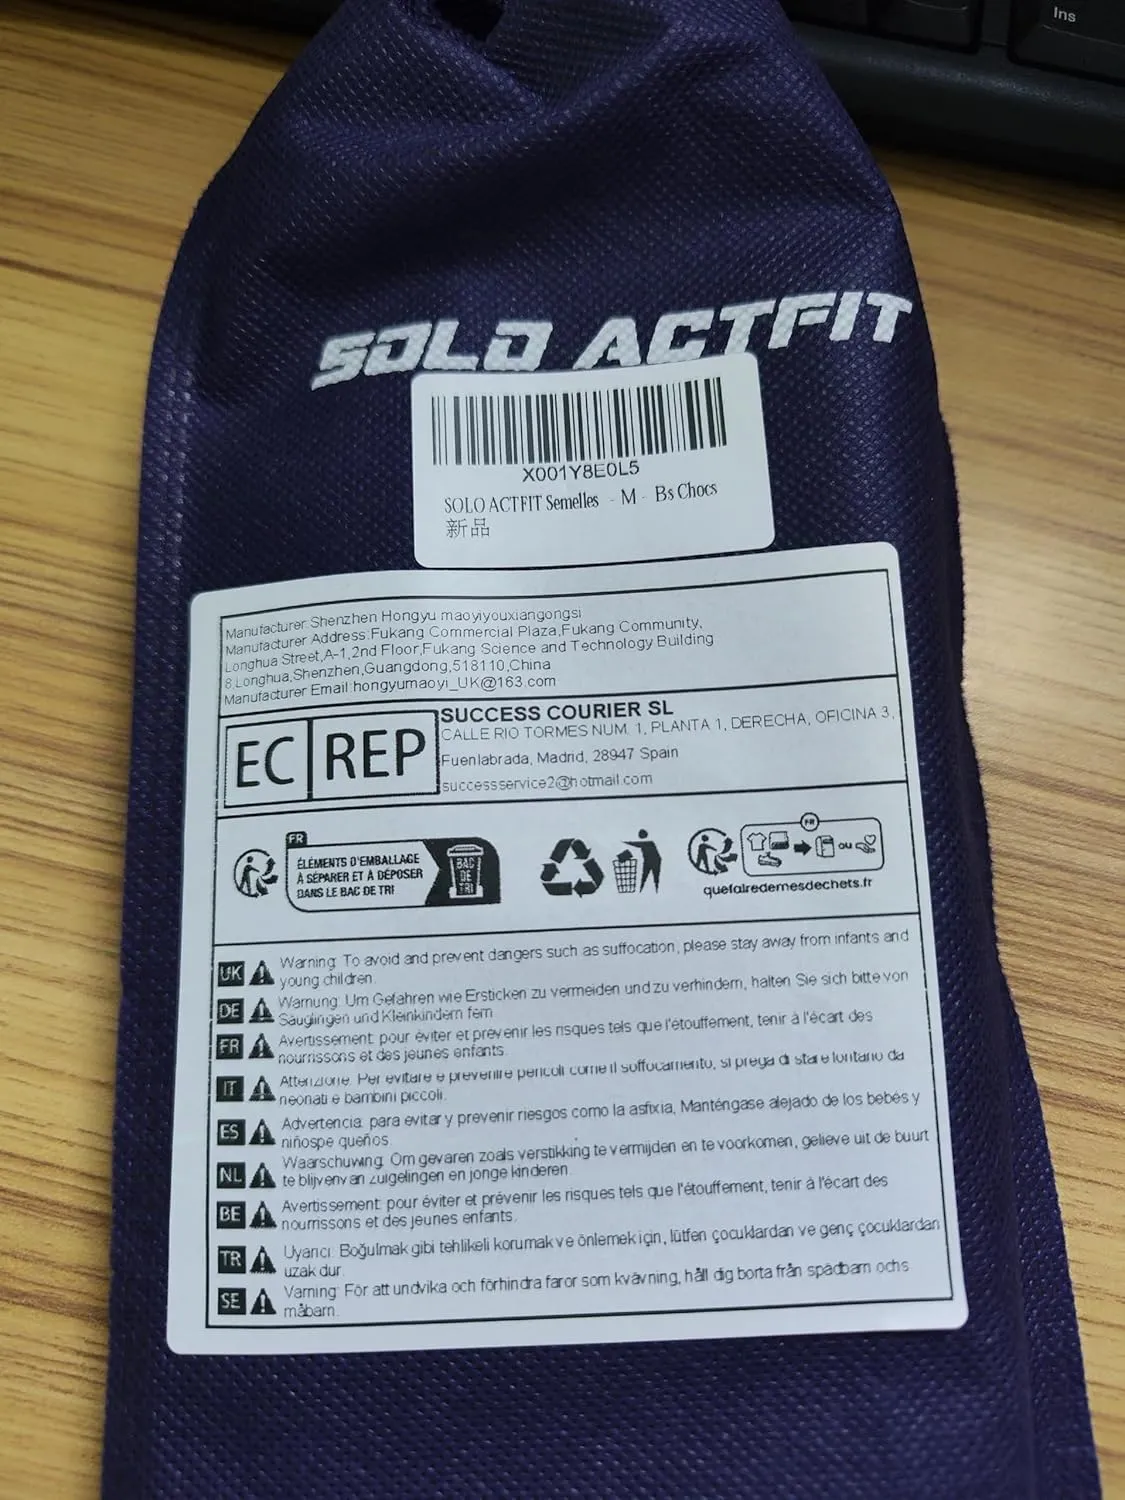 Ins
SOLO ACTFIT
X001Y8E0L5
SOLO ACTFIT Semelles - M - Bs Chocs
新品
Manufacturer:Shenzhen Hongyu maoyiyouxiangongsi
Manufacturer Address:Fukang Commercial Plaza,Fukang Community,
Longhua Street,A-1,2nd Floor,Fukang Science and Technology Building
8,Longhua,Shenzhen,Guangdong,518110,China
Manufacturer Email:hongyumaoyi_UK@163.com
EC REP
SUCCESS COURIER SL
CALLE RIO TORMES NUM. 1, PLANTA 1, DERECHA, OFICINA 3,
Fuenlabrada, Madrid, 28947 Spain
successservice2@hotmail.com
FR
ÉLÉMENTS D'EMBALLAGE
À SÉPARER ET À DÉPOSER
DANS LE BAC DE TRI
BAC
DE
TRI
FR
OU
quefairedemesdechets.fr
UK Warning: To avoid and prevent dangers such as suffocation, please stay away from infants and
young children.
DE Warnung: Um Gefahren wie Ersticken zu vermeiden und zu verhindern, halten Sie sich bitte von
Säuglingen und Kleinkindern fern
FR Avertissement: pour éviter et prévenir les risques tels que l'étouffement, tenir à l'écart des
nourrissons et des jeunes enfants.
IT Attenzione: Per evitare e prevenire pericoli come il soffocamento, si prega di stare lontano da
neonati e bambini piccoli.
ES Advertencia: para evitar y prevenir riesgos como la asfixia, Manténgase alejado de los bebés y
niñospe queños
NL Waarschuwing: Om gevaren zoals verstikking te vermijden en te voorkomen, gelieve uit de buurt
te blijvenvan zuigelingen en jonge kinderen.
BE Avertissement: pour éviter et prévenir les risques tels que l'étouffement, tenir à l'écart des
nourrissons et des jeunes enfants.
TR Uyarıcı: Boğulmak gibi tehlikeli korumak ve önlemek için, lütfen çocuklardan ve genç çocuklardan
uzak dur.
SE Varning: För att undvika och förhindra faror som kvävning, håll dig borta från spädbarn ochs
måbarn.